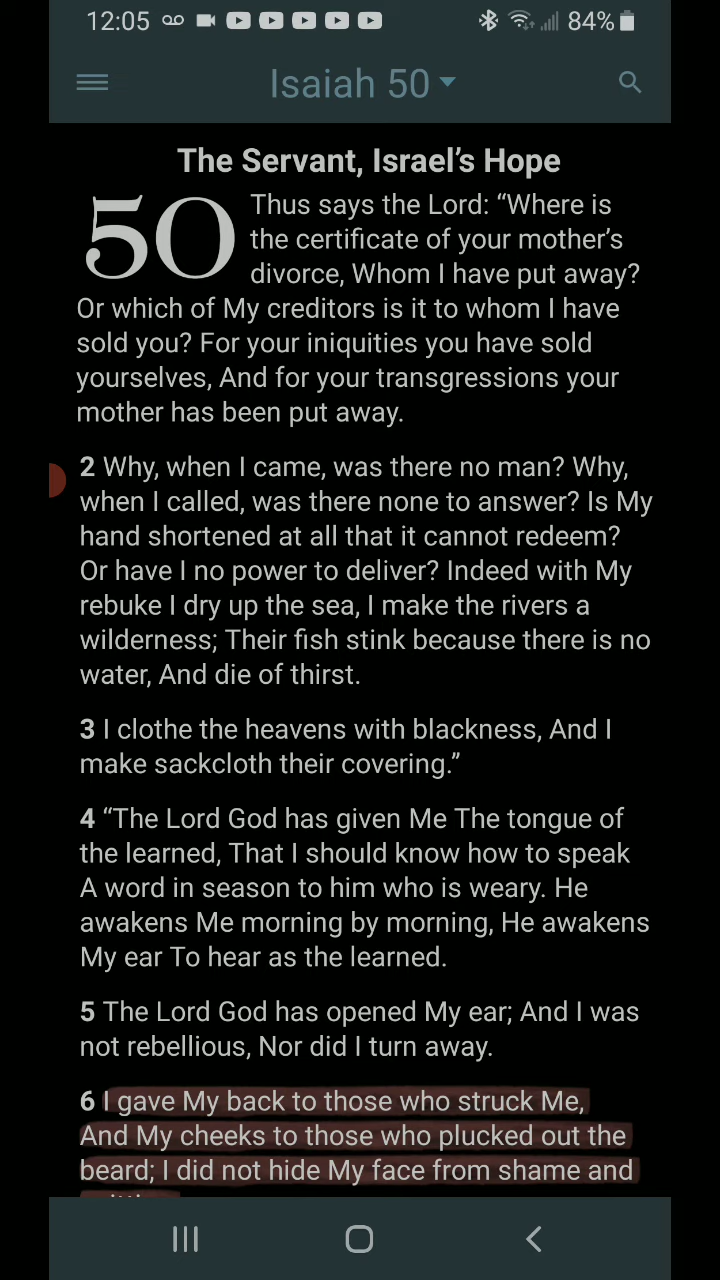 12:05 84%
Isaiah 50
The Servant, Israel’s Hope
50 Thus says the Lord: “Where is
the certificate of your mother’s
divorce, Whom I have put away?
Or which of My creditors is it to whom I have
sold you? For your iniquities you have sold
yourselves, And for your transgressions your
mother has been put away.
2 Why, when I came, was there no man? Why,
when I called, was there none to answer? Is My
hand shortened at all that it cannot redeem?
Or have I no power to deliver? Indeed with My
rebuke I dry up the sea, I make the rivers a
wilderness; Their fish stink because there is no
water, And die of thirst.
3 I clothe the heavens with blackness, And I
make sackcloth their covering.”
4 “The Lord God has given Me The tongue of
the learned, That I should know how to speak
A word in season to him who is weary. He
awakens Me morning by morning, He awakens
My ear To hear as the learned.
5 The Lord God has opened My ear; And I was
not rebellious, Nor did I turn away.
6 I gave My back to those who struck Me,
And My cheeks to those who plucked out the
beard; I did not hide My face from shame and